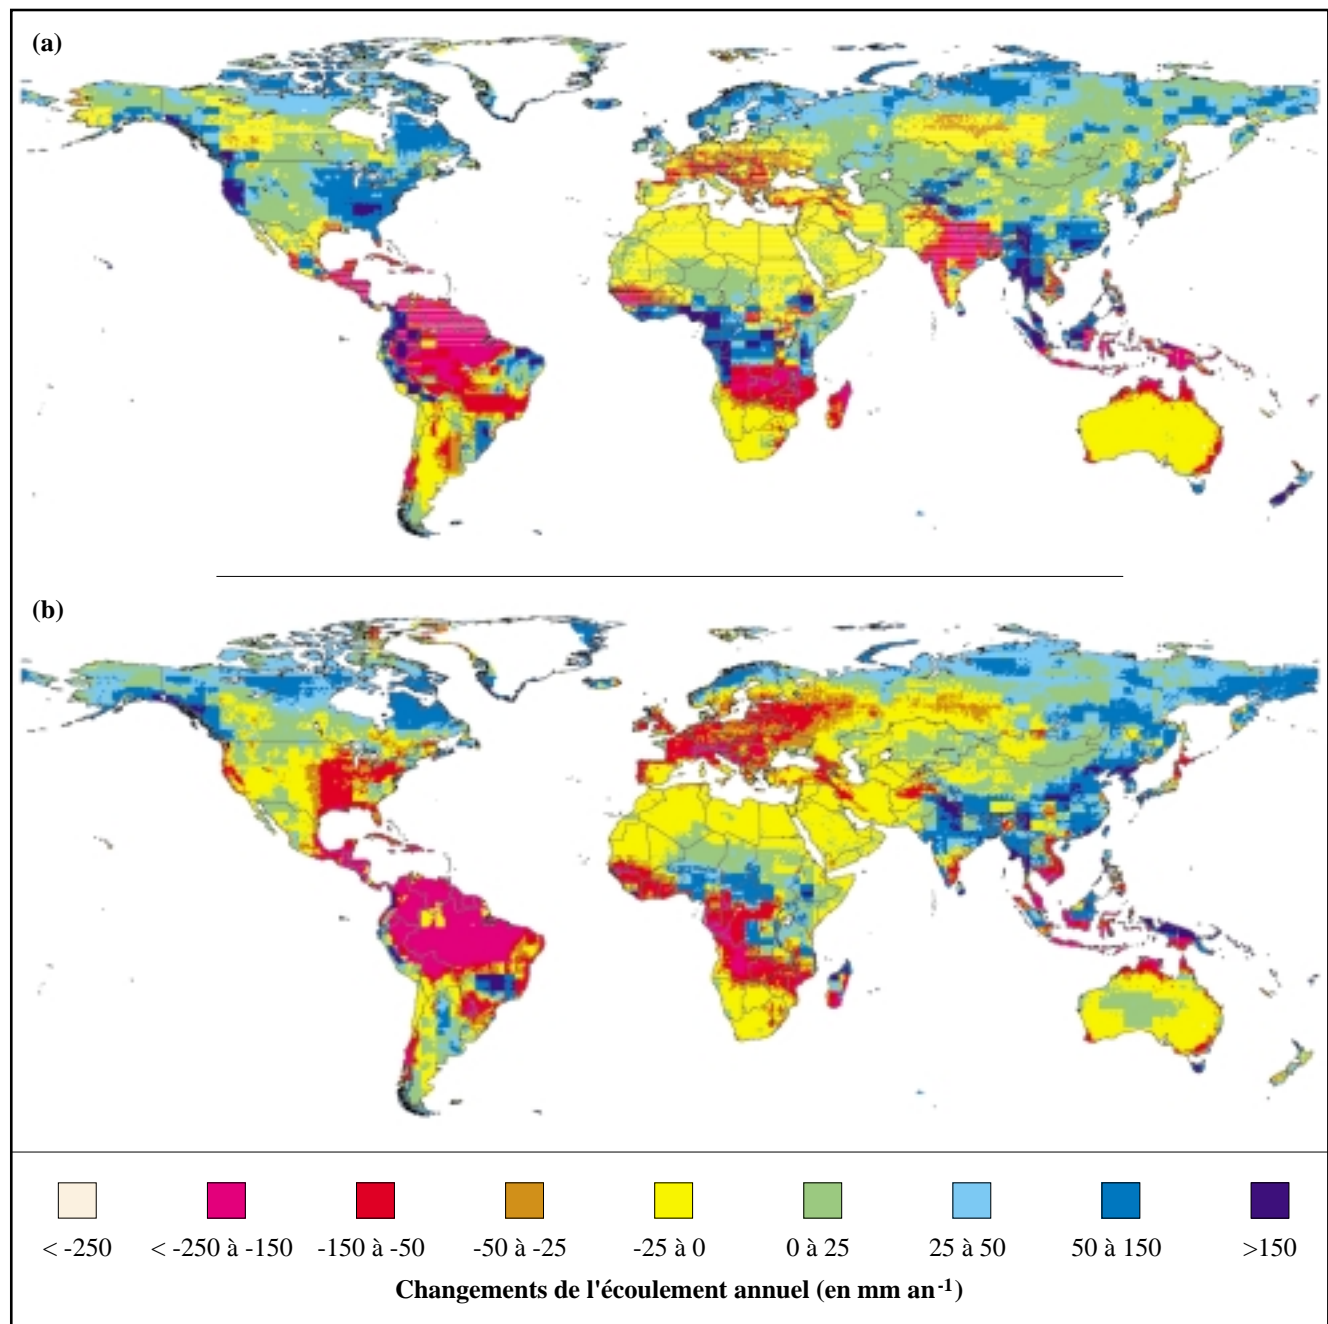 (a)
(b)
< -250
< -250 à -150
-150 à -50
-50 à -25
-25 à 0
0 à 25
25 à 50
50 à 150
>150
Changements de l'écoulement annuel (en mm an-1)